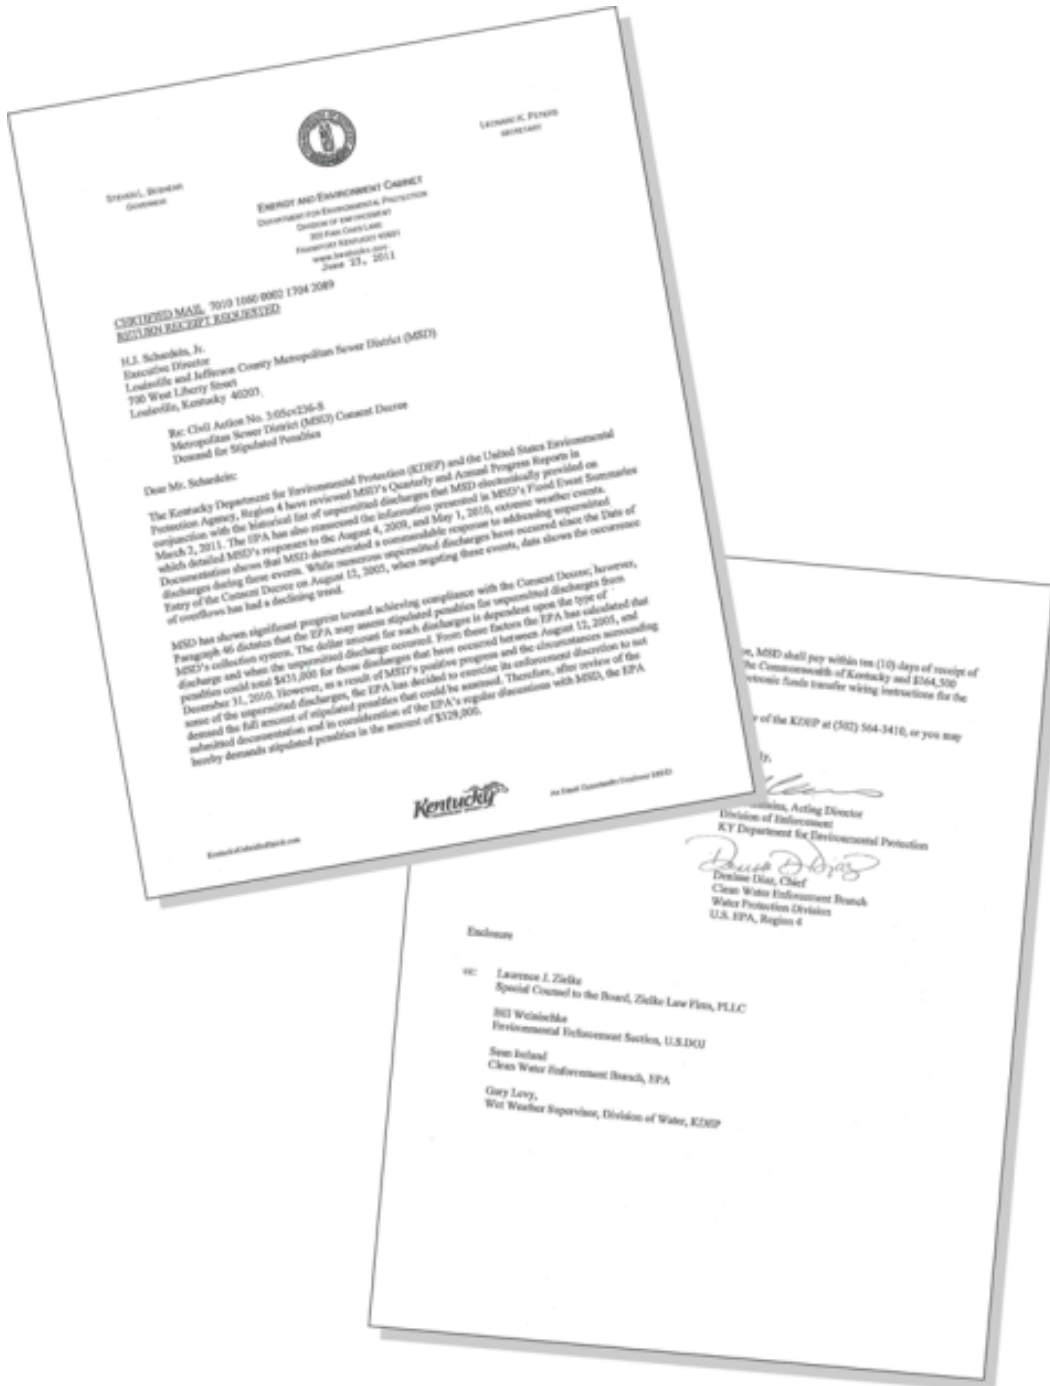 STEVEN L. BESHEAR
GOVERNOR
LEONARD K. PETERS
SECRETARY
ENERGY AND ENVIRONMENT CABINET
DEPARTMENT FOR ENVIRONMENTAL PROTECTION
DIVISION OF ENFORCEMENT
300 FAIR OAKS LANE
FRANKFORT KENTUCKY 40601
www.kentucky.gov
June 23, 2011
CERTIFIED MAIL 7010 1060 0002 1704 2089
RETURN RECEIPT REQUESTED
H.J. Schardein, Jr.
Executive Director
Louisville and Jefferson County Metropolitan Sewer District (MSD)
700 West Liberty Street
Louisville, Kentucky 40203
Re: Civil Action No. 3:05cv236-S
Metropolitan Sewer District (MSD) Consent Decree
Demand for Stipulated Penalties
Dear Mr. Schardein:
The Kentucky Department for Environmental Protection (KDEP) and the United States Environmental
Protection Agency, Region 4 have reviewed MSD's Quarterly and Annual Progress Reports in
conjunction with the historical list of unpermitted discharges that MSD electronically provided on
March 2, 2011. The EPA has also reassessed the information presented in MSD's Flood Event Summaries
which detailed MSD's responses to the August 4, 2009, and May 1, 2010, extreme weather events.
Documentation shows that MSD demonstrated a commendable response to addressing unpermitted
discharges during these events. While numerous unpermitted discharges have occurred since the Date of
Entry of the Consent Decree on August 12, 2005, when negating these events, data shows the occurrence
of overflows has had a declining trend.
MSD has shown significant progress toward achieving compliance with the Consent Decree; however,
Paragraph 46 dictates that the EPA may assess stipulated penalties for unpermitted discharges from
MSD's collection system. The dollar amount for such discharges is dependent upon the type of
discharge and when the unpermitted discharge occurred. From these factors the EPA has calculated that
penalties could total $431,000 for those discharges that have occurred between August 12, 2005, and
December 31, 2010. However, as a result of MSD's positive progress and the circumstances surrounding
some of the unpermitted discharges, the EPA has decided to exercise its enforcement discretion to not
demand the full amount of stipulated penalties that could be assessed. Therefore, after review of the
submitted documentation and in consideration of the EPA's regular discussions with MSD, the EPA
hereby demands stipulated penalties in the amount of $329,000.
KentuckyUnbridledSpirit.com
Kentucky
An Equal Opportunity Employer M/F/D
, MSD shall pay within ten (10) days of receipt of
the Commonwealth of Kentucky and $164,500
electronic funds transfer wiring instructions for the
of the KDEP at (502) 564-3410, or you may
, Acting Director
Division of Enforcement
KY Department for Environmental Protection
Denisse Diaz, Chief
Clean Water Enforcement Branch
Water Protection Division
U.S. EPA, Region 4
Enclosure
cc: Laurence J. Zielke
Special Counsel to the Board, Zielke Law Firm, PLLC
Bill Weinischke
Environmental Enforcement Section, U.S.DOJ
Sean Ireland
Clean Water Enforcement Branch, EPA
Gary Levy,
Wet Weather Supervisor, Division of Water, KDEP